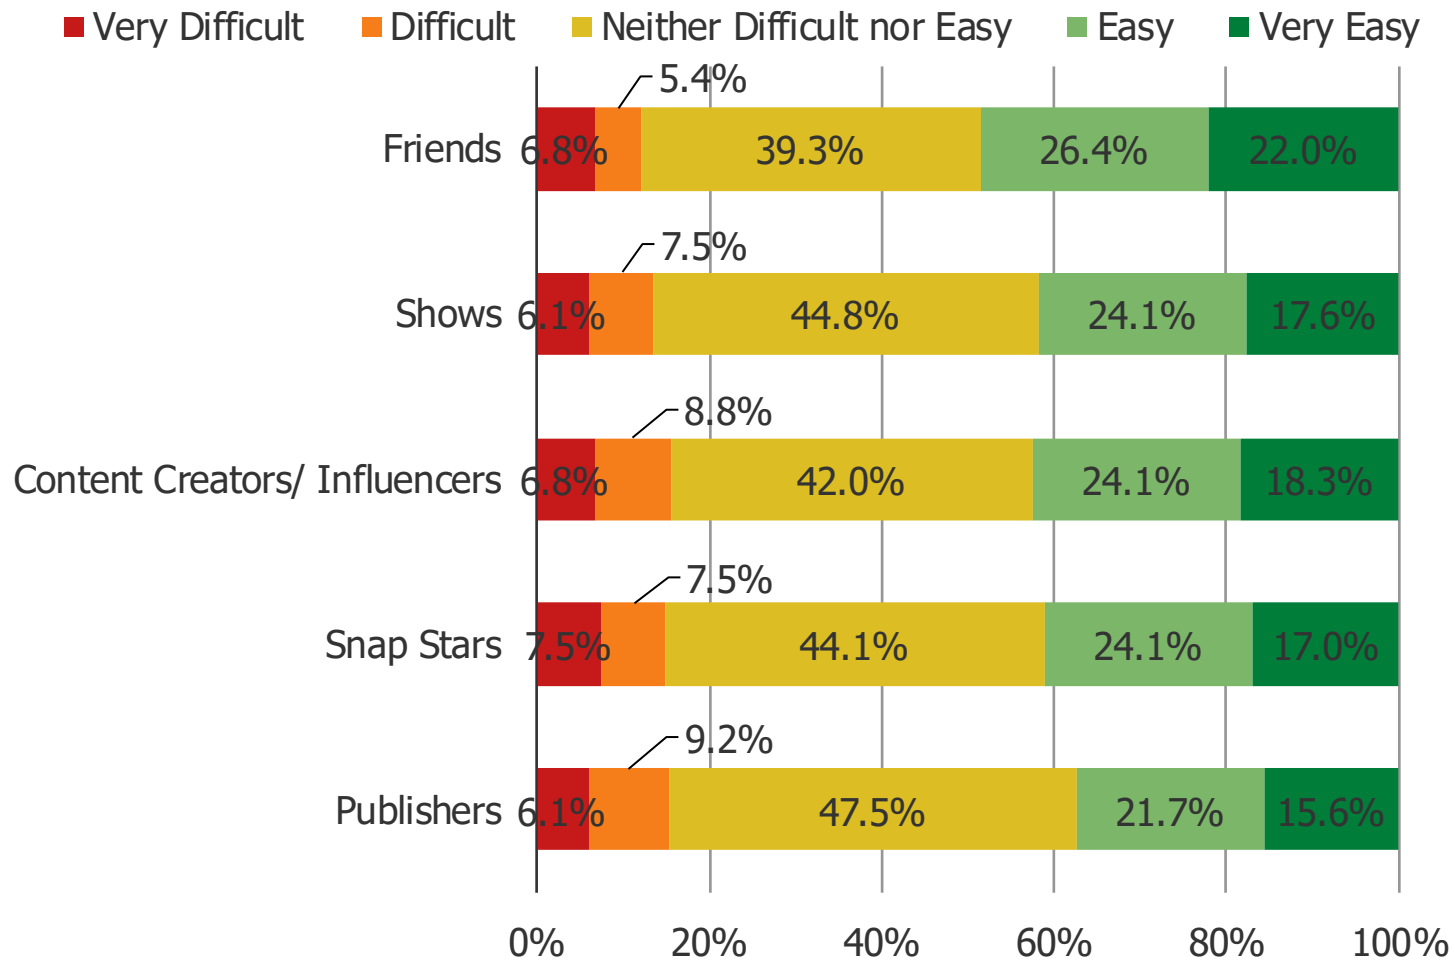 Very Difficult Difficult Neither Difficult nor Easy Easy Very Easy
5.4%
Friends 6.8% 39.3% 26.4% 22.0%
7.5%
Shows 6.1% 44.8% 24.1% 17.6%
8.8%
Content Creators/ Influencers 6.8% 42.0% 24.1% 18.3%
7.5%
Snap Stars 7.5% 44.1% 24.1% 17.0%
9.2%
Publishers 6.1% 47.5% 21.7% 15.6%
0% 20% 40% 60% 80% 100%